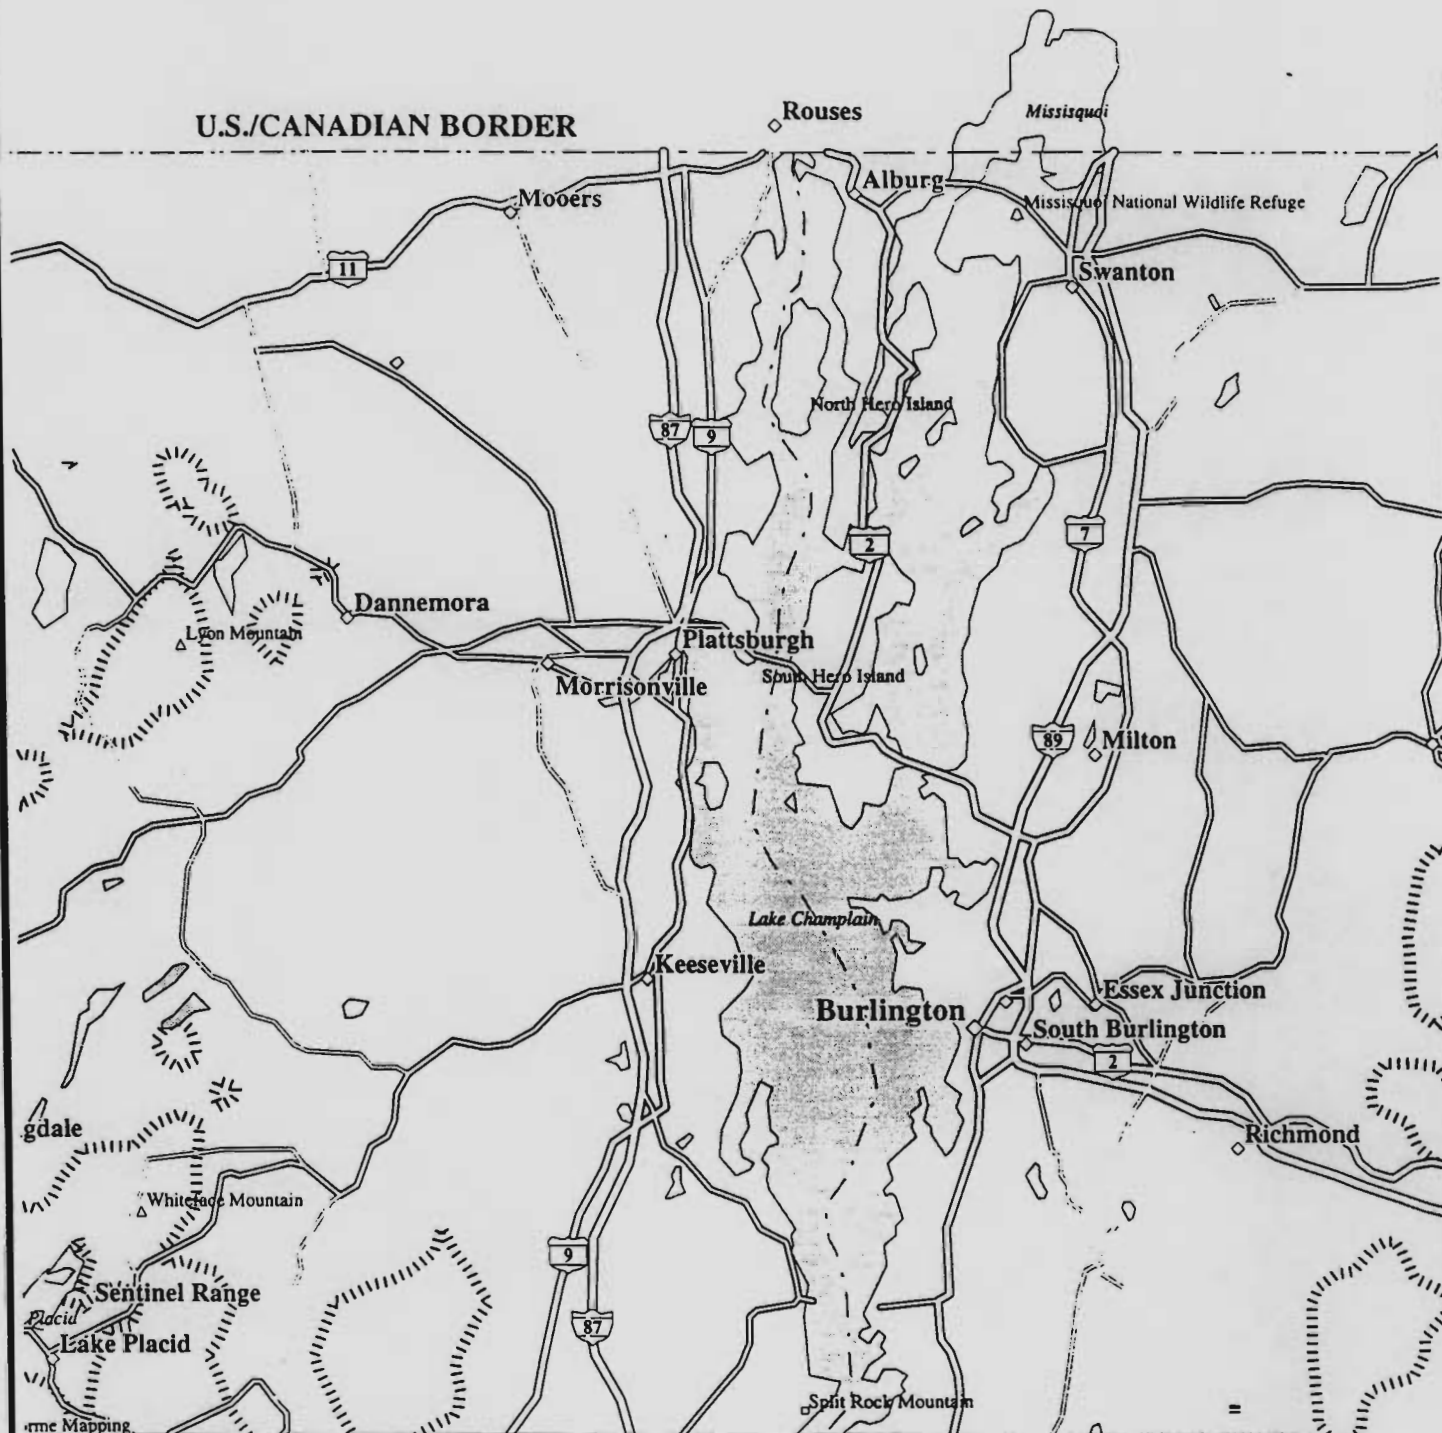 Rouses
Missisquoi
U.S./CANADIAN BORDER
Alburg
Mooers
Missisquoi National Wildlife Refuge
11
Swanton
North Hero Island
87
9
7
2
Dannemora
Lyon Mountain
Plattsburgh
South Hero Island
Morrisonville
89
Milton
Lake Champlain
Keeseville
Essex Junction
Burlington
South Burlington
2
gdale
Richmond
Whiteface Mountain
9
Sentinel Range
Placid
87
Lake Placid
Split Rock Mountain
rme Mapping